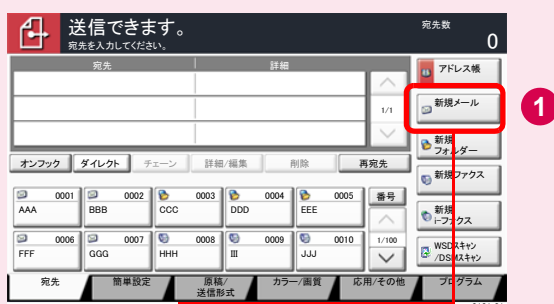 送信できます。
宛先を入力してください。
宛先数
0
宛先
詳細
1/1
アドレス帳
新規メール
1
新規
フォルダー
新規ファクス
新規
i-ファクス
WSDスキャン
/DSMスキャン
オンフック
ダイレクト
チェーン
詳細/編集
削除
再宛先
0001
AAA
0002
BBB
0003
CCC
0004
DDD
0005
EEE
番号
0006
FFF
0007
GGG
0008
HHH
0009
III
0010
JJJ
1/100
宛先
簡単設定
原稿/
送信形式
カラー/画質
応用/その他
プログラム